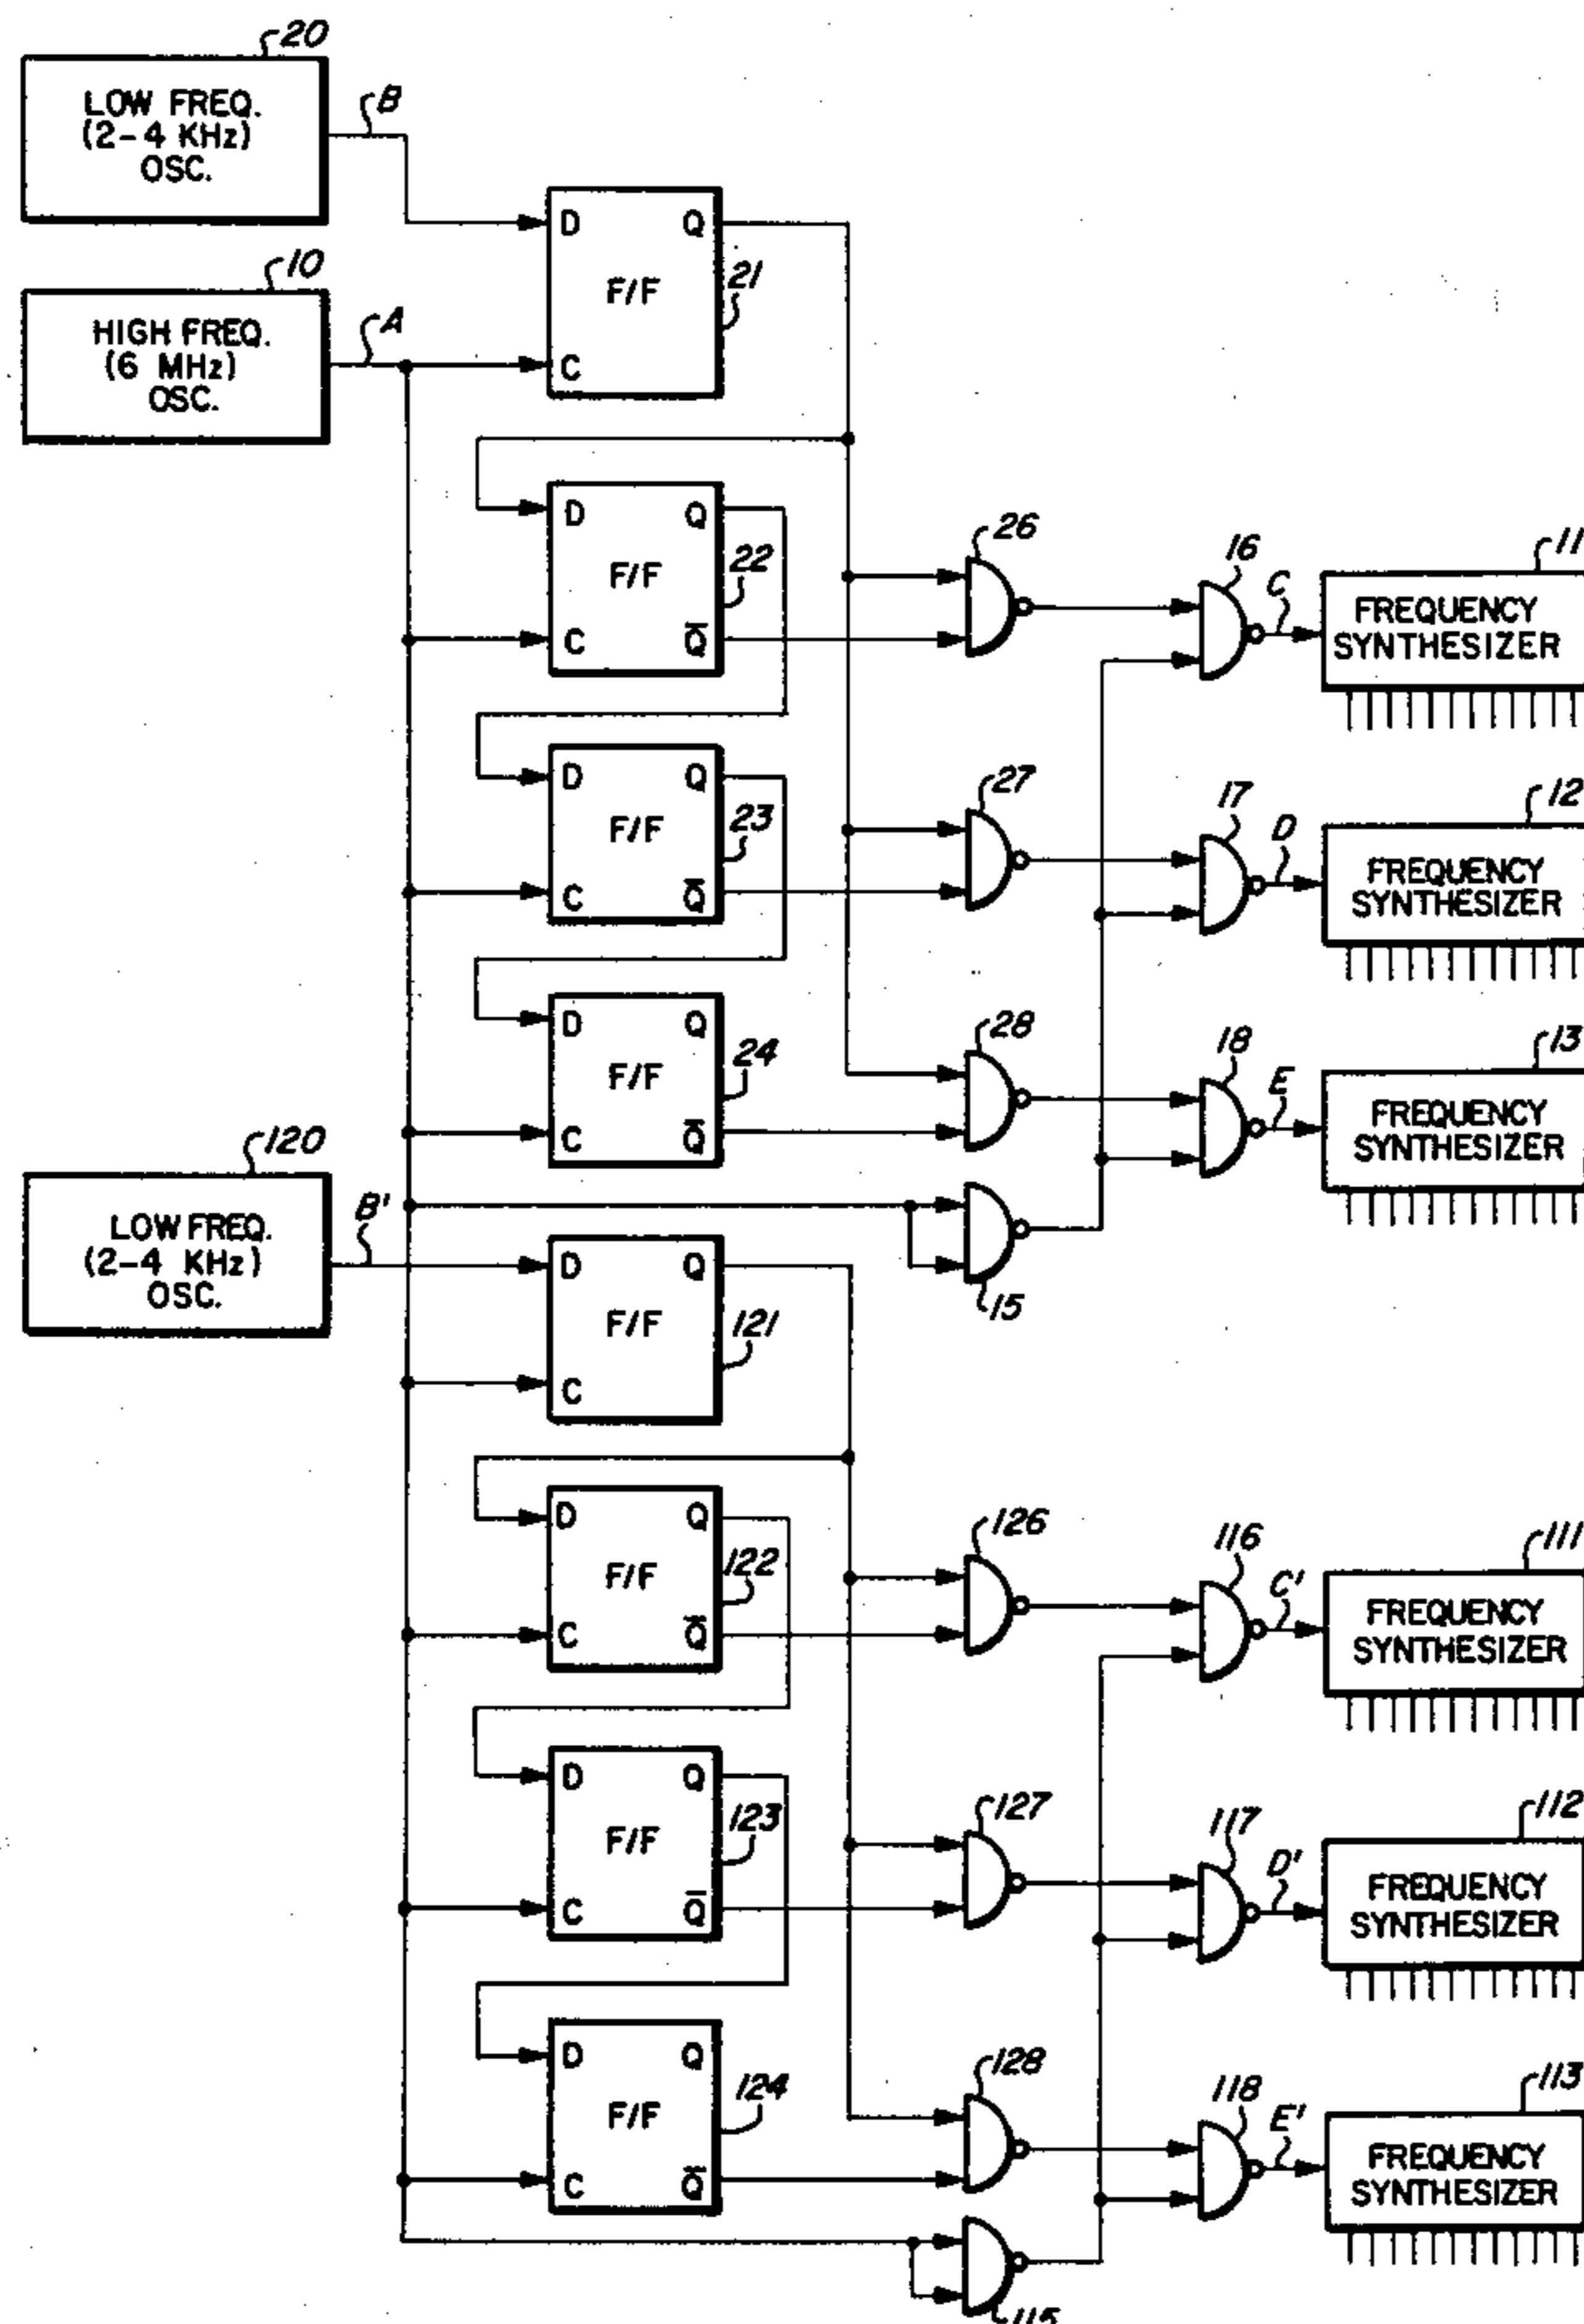 20
LOW FREQ.
(2-4 KHz)
OSC.
B
D Q
F/F
21
C
10
HIGH FREQ.
(6 MHz)
OSC.
A
D Q
F/F
22
C Q̅
26
16
C
11
FREQUENCY
SYNTHESIZER
D Q
F/F
23
C Q̅
27
17
D
12
FREQUENCY
SYNTHESIZER
D Q
F/F
24
C Q̅
28
18
E
13
FREQUENCY
SYNTHESIZER
15
120
LOW FREQ.
(2-4 KHz)
OSC.
B'
D Q
F/F
121
C
D Q
F/F
122
C Q̅
126
116
C'
111
FREQUENCY
SYNTHESIZER
D Q
F/F
123
C Q̅
127
117
D'
112
FREQUENCY
SYNTHESIZER
D Q
F/F
124
C Q̅
128
118
E'
113
FREQUENCY
SYNTHESIZER
115